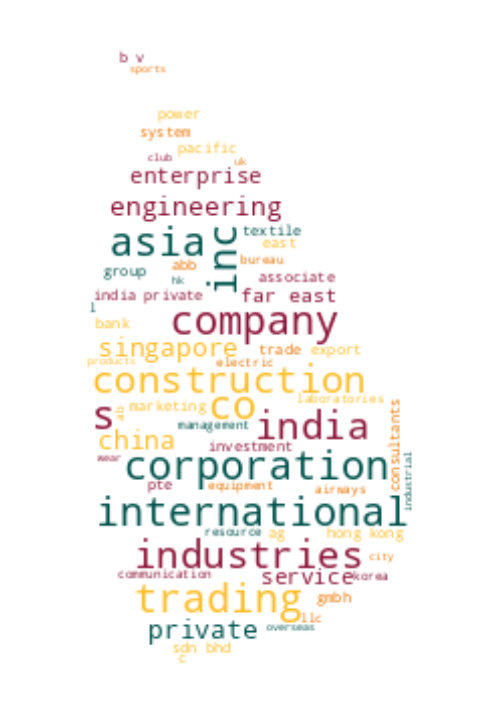 b v
sports
power
system
pacific
club
uk
enterprise
engineering
asia
inc
textile
east
bureau
group
abb
hk
associate
india private
far east
l
bank
company
singapore
trade
export
products
electric
construction
laboratories
s
ab
marketing
co
consultants
management
india
china
investment
wear
corporation
industrial
pte
equipment
airways
international
resource
ag
hong kong
industries
city
communication
service
korea
trading
gmbh
llc
private
overseas
sdn bhd
c